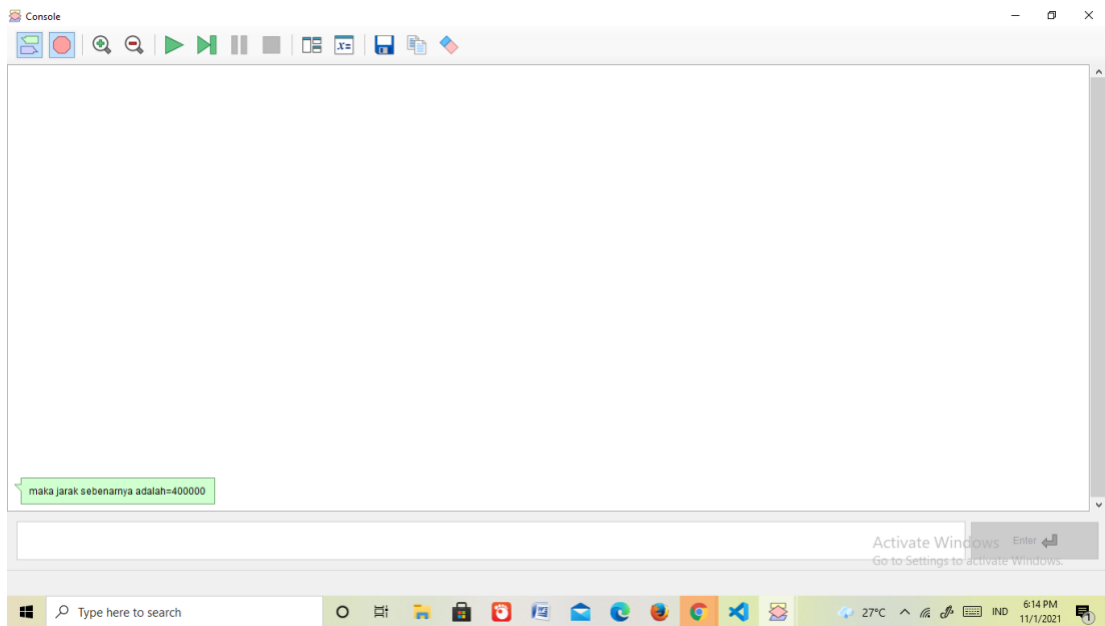 Console
x=
maka jarak sebenarnya adalah=400000
Activate Windows
Enter
Go to Settings to activate Windows.
Type here to search
27°C
IND
6:14 PM
11/1/2021
1